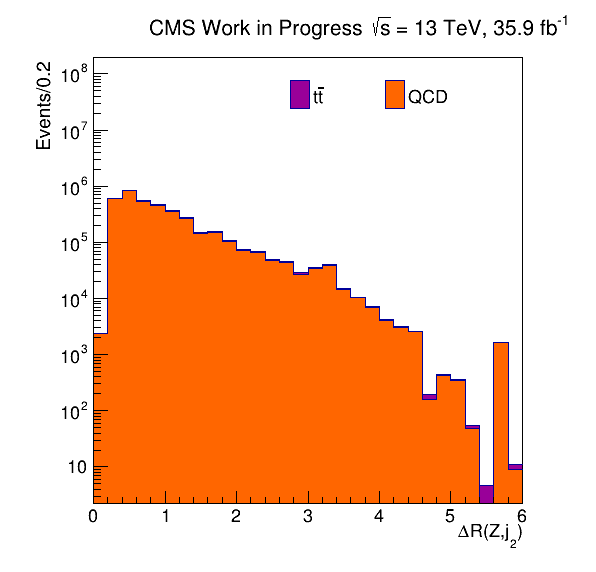 CMS Work in Progress √s = 13 TeV, 35.9 fb⁻¹
Events/0.2
tt̄ QCD
10⁸
10⁷
10⁶
10⁵
10⁴
10³
10²
10
0 1 2 3 4 5 6
ΔR(Z,j₂)